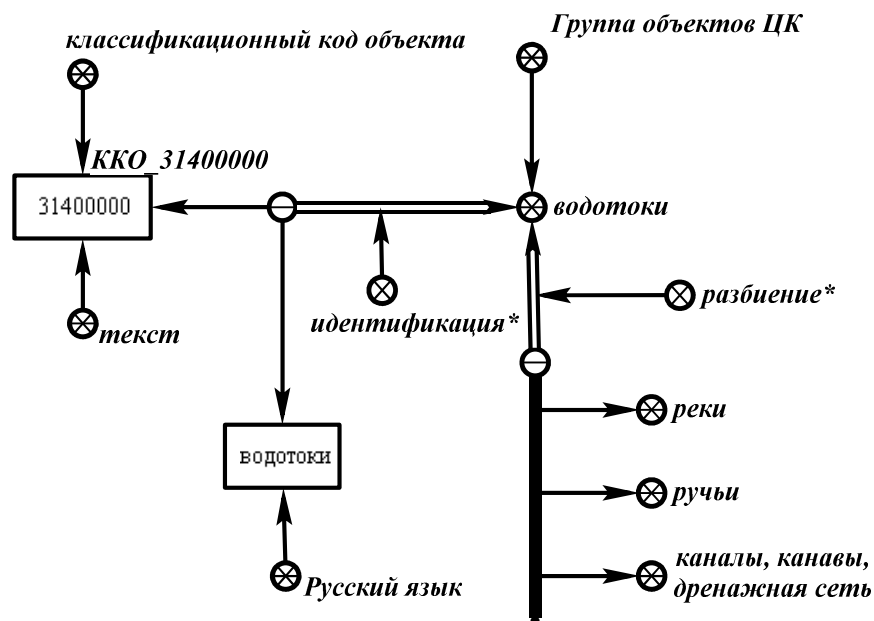 классификационный код объекта
Группа объектов ЦК
ККО_31400000
31400000
водотоки
текст
идентификация*
разбиение*
водотоки
реки
ручьи
Русский язык
каналы, канавы,
дренажная сеть